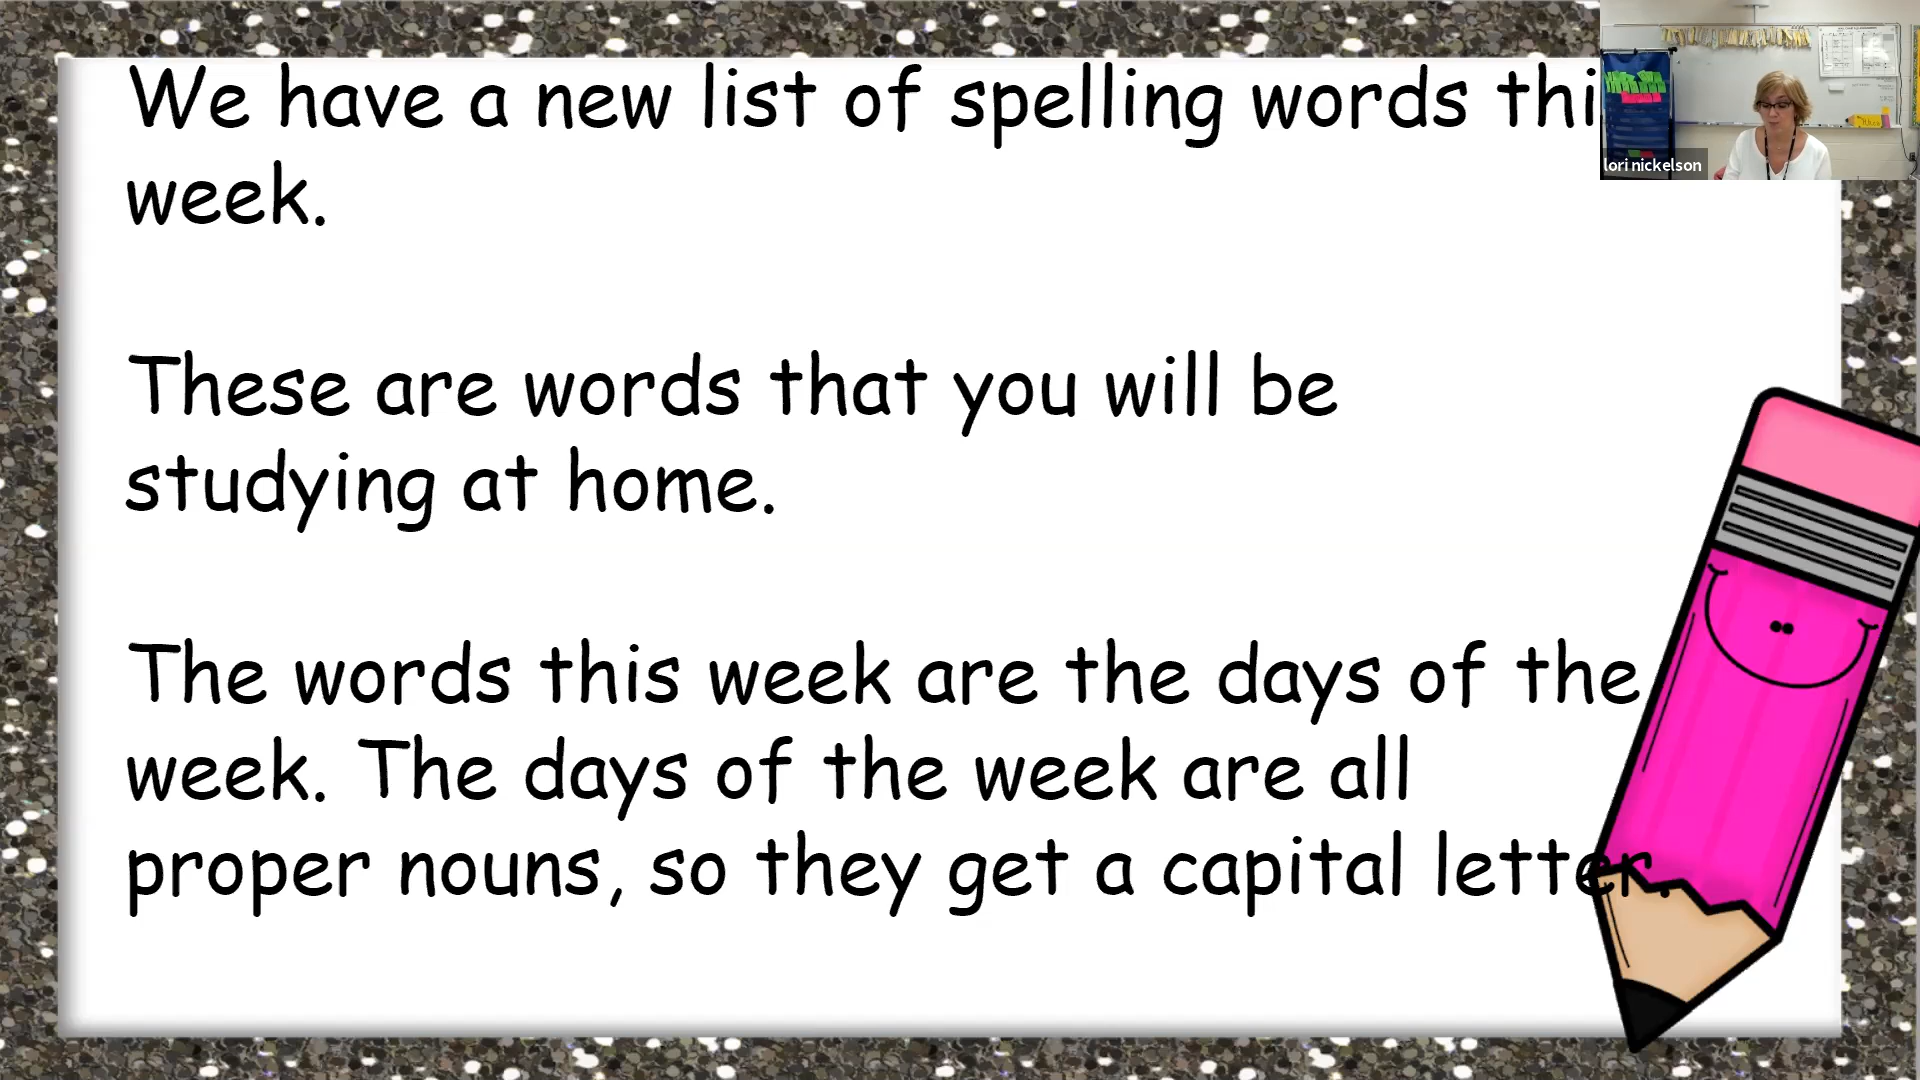 We have a new list of spelling words thi
week.
These are words that you will be
studying at home.
The words this week are the days of the
week. The days of the week are all
proper nouns, so they get a capital letter.
lori nickelson